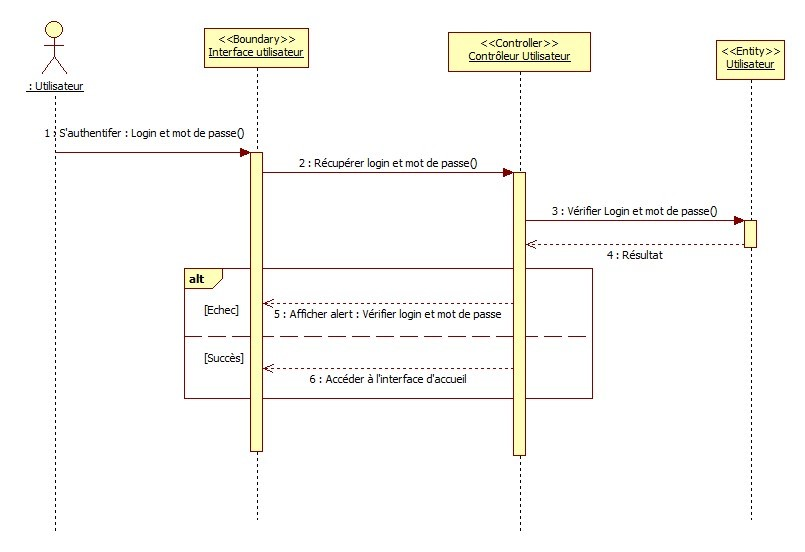 <<Boundary>>
Interface utilisateur
<<Controller>>
Contrôleur Utilisateur
<<Entity>>
Utilisateur
: Utilisateur
1 : S'authentifer : Login et mot de passe()
2 : Récupérer login et mot de passe()
3 : Vérifier Login et mot de passe()
4 : Résultat
alt
[Echec]
5 : Afficher alert : Vérifier login et mot de passe
[Succès]
6 : Accéder à l'interface d'accueil